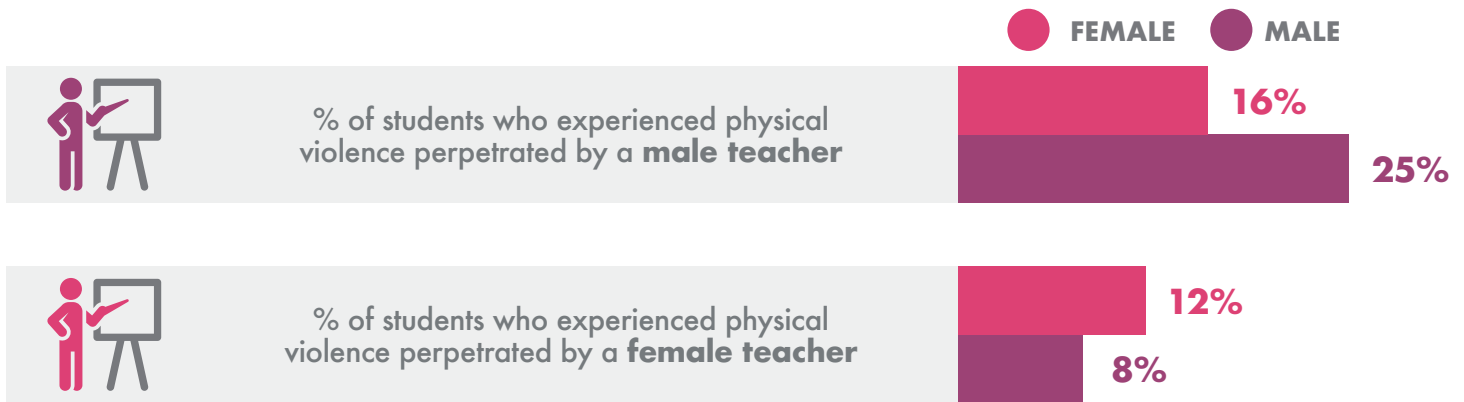 FEMALE MALE
% of students who experienced physical
violence perpetrated by a male teacher
16%
25%
% of students who experienced physical
violence perpetrated by a female teacher
12%
8%